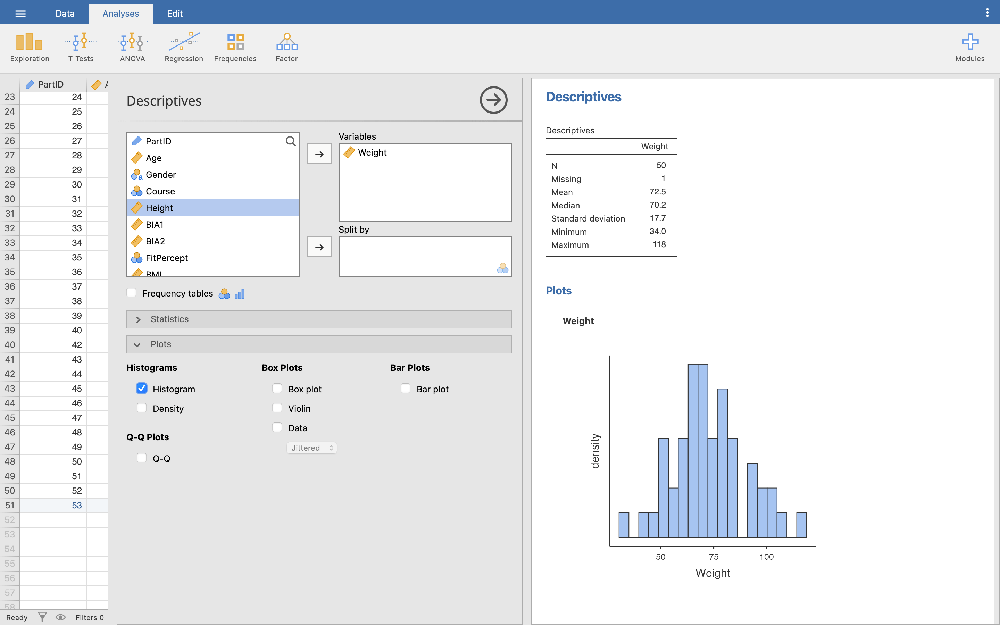 Data
Analyses
Edit
Exploration
T-Tests
ANOVA
Regression
Frequencies
Factor
Modules
PartID
23 24
24 25
25 26
26 27
27 28
28 29
29 30
30 31
31 32
32 33
33 34
34 35
35 36
36 37
37 38
38 39
39 40
40 42
41 43
42 44
43 45
44 46
45 47
46 48
47 49
48 50
49 51
50 52
51 53
52
53
54
55
56
57
58
Ready
Filters 0
Descriptives
PartID
Age
a Gender
Course
Height
BIA1
BIA2
FitPercept
BMI
Variables
Weight
Split by
Frequency tables
Statistics
Plots
Histograms
Histogram
Density
Q-Q Plots
Q-Q
Box Plots
Box plot
Violin
Data
Jittered
Bar Plots
Bar plot
Descriptives
Descriptives
Weight
N 50
Missing 1
Mean 72.5
Median 70.2
Standard deviation 17.7
Minimum 34.0
Maximum 118
Plots
Weight
density
50 75 100
Weight